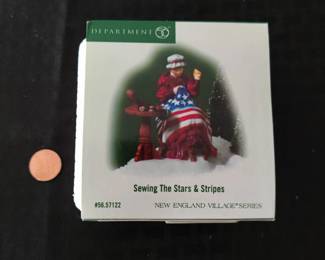 DEPARTMENT 56
Sewing The Stars & Stripes
#56.57122
NEW ENGLAND VILLAGE® SERIES